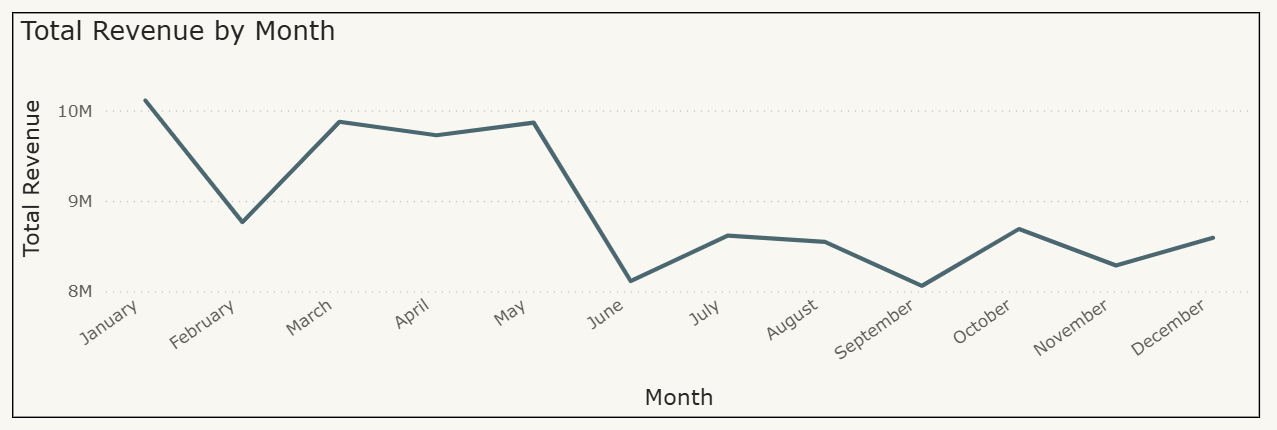 Total Revenue by Month
Total Revenue
10M
9M
8M
January
February
March
April
May
June
July
August
September
October
November
December
Month